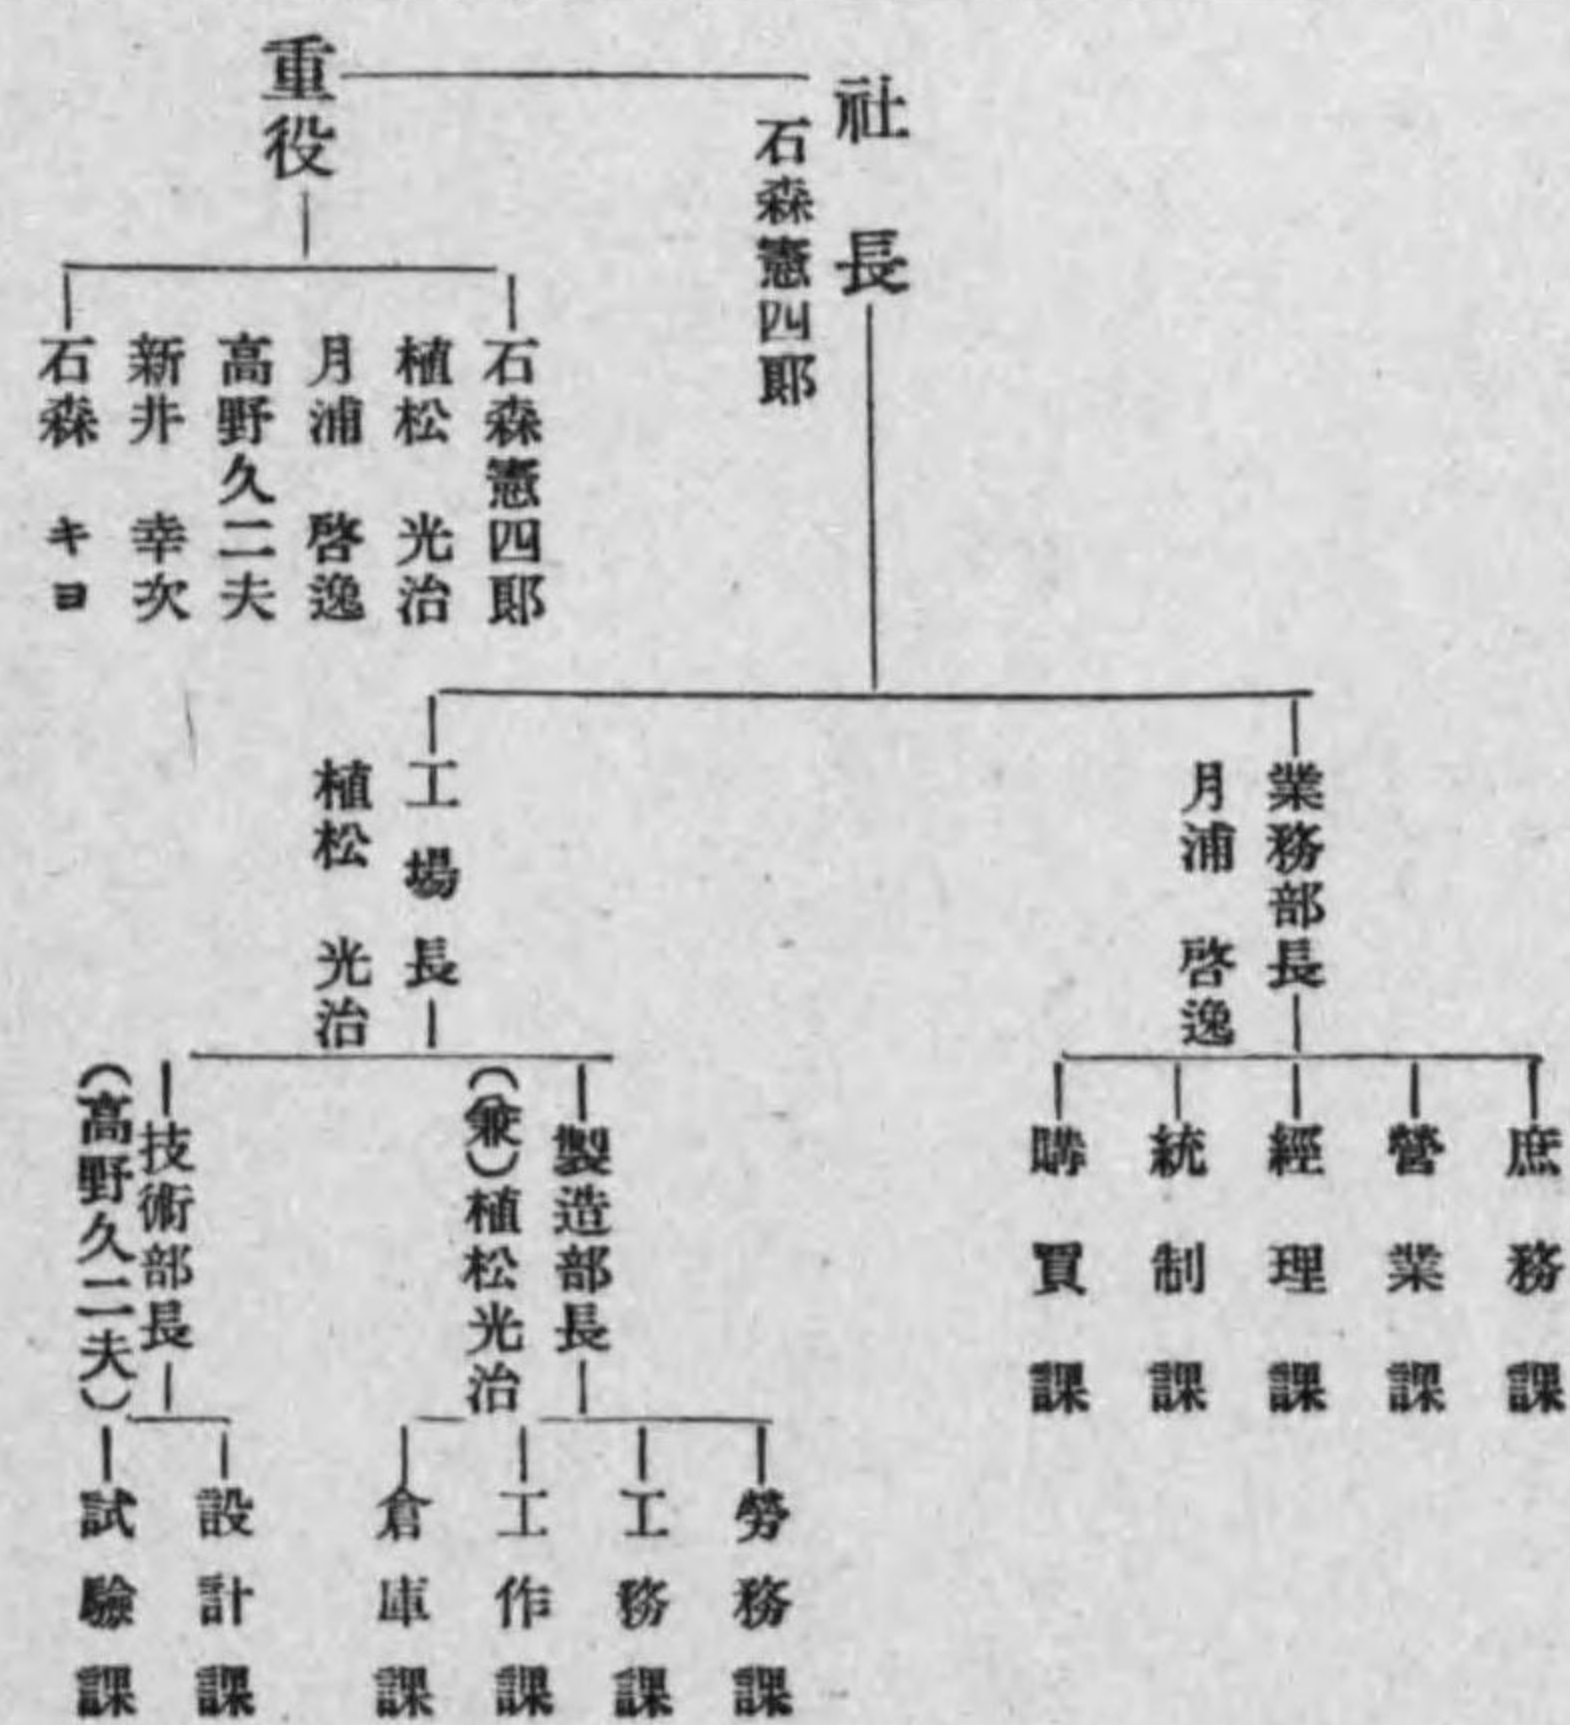 社長
石森憲四郎
重役
石森憲四郎
植松光治
月浦啓逸
高野久二夫
新井幸次
石森キヨ
業務部長
月浦啓逸
庶務課
營業課
經理課
統制課
購買課
工場長
植松光治
製造部長
(兼)植松光治
勞務課
工務課
工作課
倉庫課
技術部長
(高野久二夫)
設計課
試驗課